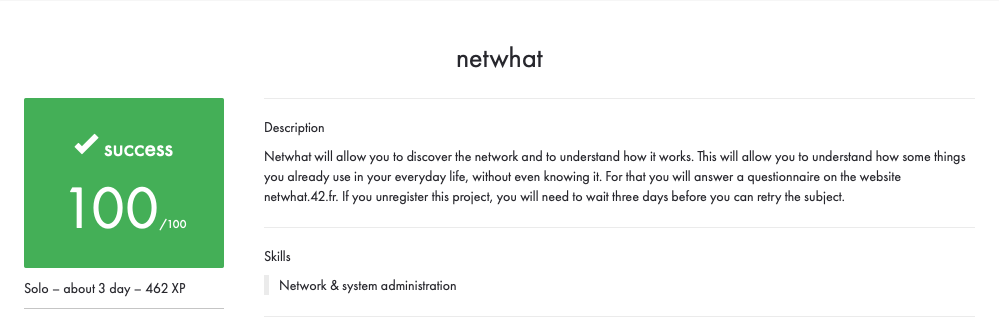 netwhat
success
100/100
Solo – about 3 day – 462 XP
Description
Netwhat will allow you to discover the network and to understand how it works. This will allow you to understand how some things
you already use in your everyday life, without even knowing it. For that you will answer a questionnaire on the website
netwhat.42.fr. If you unregister this project, you will need to wait three days before you can retry the subject.
Skills
Network & system administration